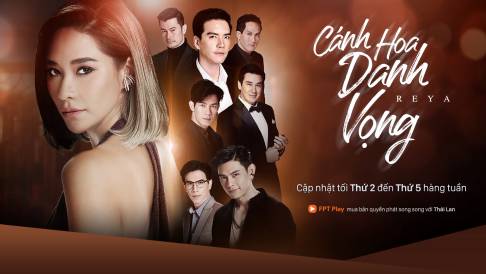 Cánh Hoa
Danh
REYA
Vọng
Cập nhật tối Thứ 2 đến Thứ 5 hàng tuần
FPT Play mua bản quyền phát song song với Thái Lan